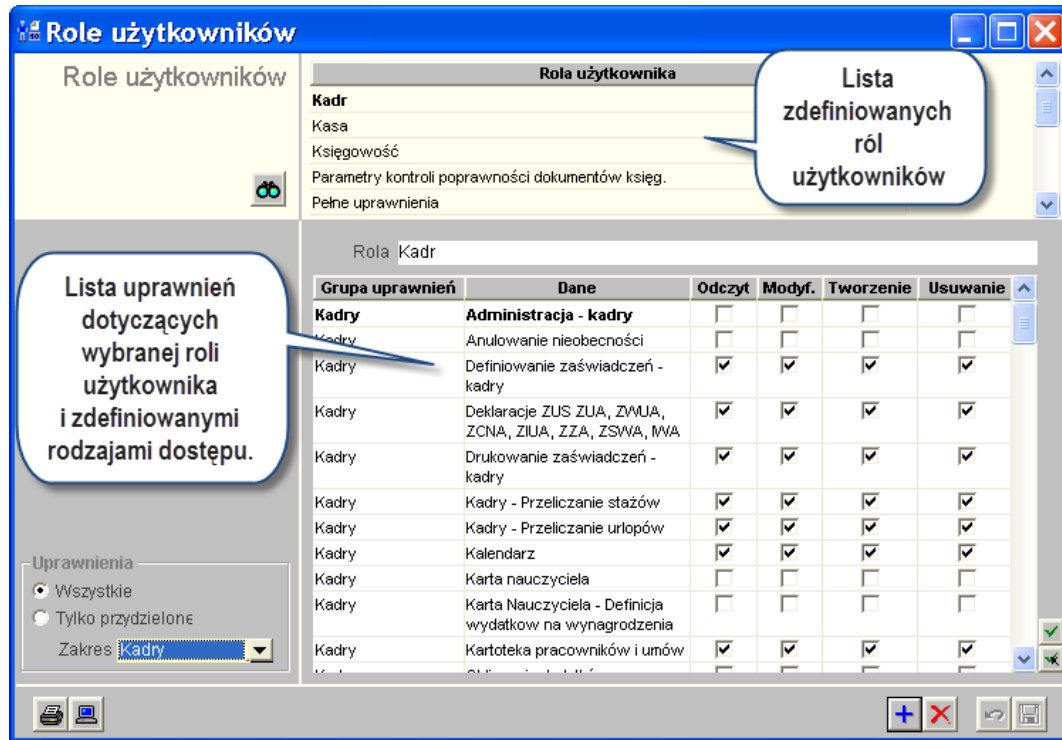 Role użytkowników
Role użytkowników
Rola użytkownika
Kadr
Kasa
Księgowość
Parametry kontroli poprawności dokumentów księg.
Pełne uprawnienia
Lista
zdefiniowanych
ról
użytkowników
Rola Kadr
Lista uprawnień
dotyczących
wybranej roli
użytkownika
i zdefiniowanymi
rodzajami dostępu.
Grupa uprawnień Dane Odczyt Modyf. Tworzenie Usuwanie
Kadry Administracja - kadry
Kadry Anulowanie nieobecności
Kadry Definiowanie zaświadczeń -
kadry
Kadry Deklaracje ZUS ZUA, ZWUA,
ZCNA, ZIUA, ZZA, ZSWA, IWA
Kadry Drukowanie zaświadczeń -
kadry
Kadry Kadry - Przeliczanie stażów
Kadry Kadry - Przeliczanie urlopów
Kadry Kalendarz
Kadry Karta nauczyciela
Kadry Karta Nauczyciela - Definicja
wydatkow na wynagrodzenia
Kadry Kartoteka pracowników i umów
Uprawnienia
Wszystkie
Tylko przydzielone
Zakres Kadry